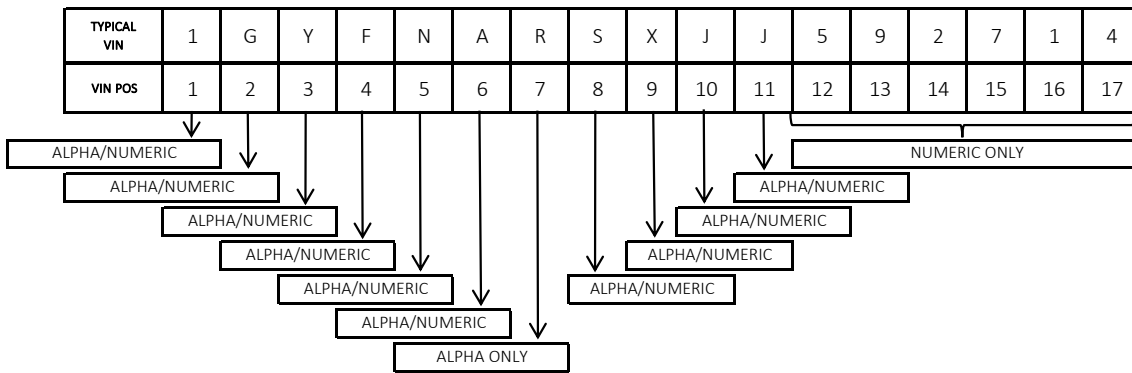 TYPICAL VIN 1 G Y F N A R S X J J 5 9 2 7 1 4
VIN POS 1 2 3 4 5 6 7 8 9 10 11 12 13 14 15 16 17
ALPHA/NUMERIC NUMERIC ONLY
ALPHA/NUMERIC ALPHA/NUMERIC
ALPHA/NUMERIC ALPHA/NUMERIC
ALPHA/NUMERIC ALPHA/NUMERIC
ALPHA/NUMERIC ALPHA/NUMERIC
ALPHA/NUMERIC
ALPHA ONLY